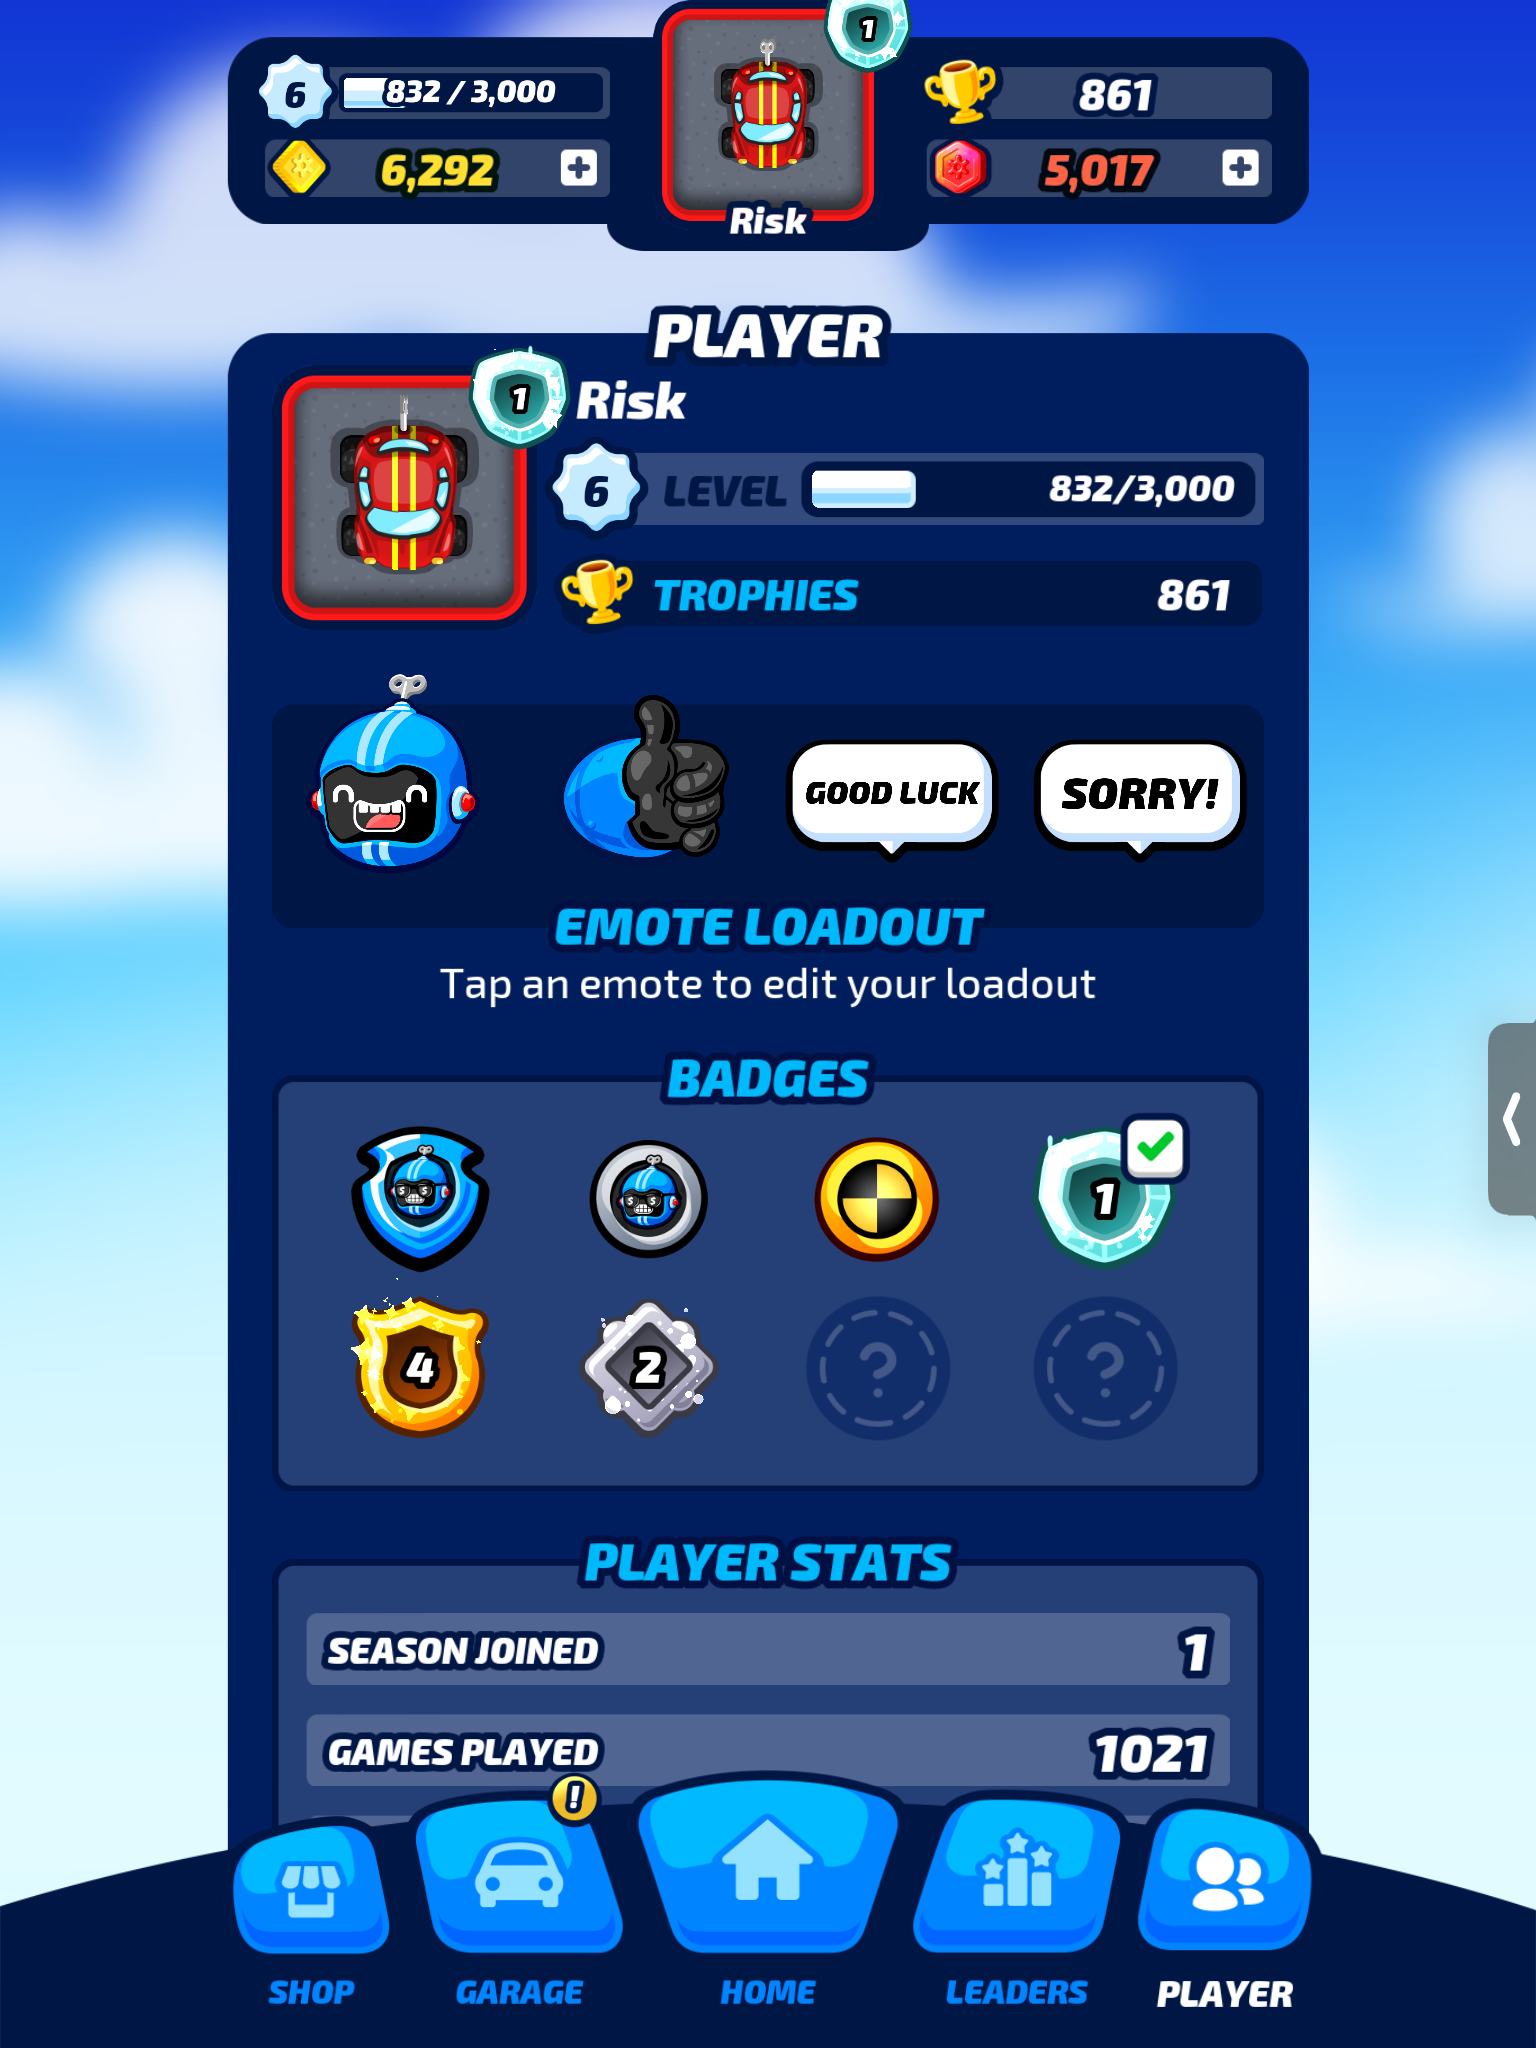 6
832 / 3,000
6,292
1
Risk
861
5,017
PLAYER
1
Risk
6
LEVEL
832/3,000
TROPHIES
861
GOOD LUCK
SORRY!
EMOTE LOADOUT
Tap an emote to edit your loadout
BADGES
1
4
2
?
?
PLAYER STATS
SEASON JOINED
1
GAMES PLAYED
1021
!
SHOP
GARAGE
HOME
LEADERS
PLAYER